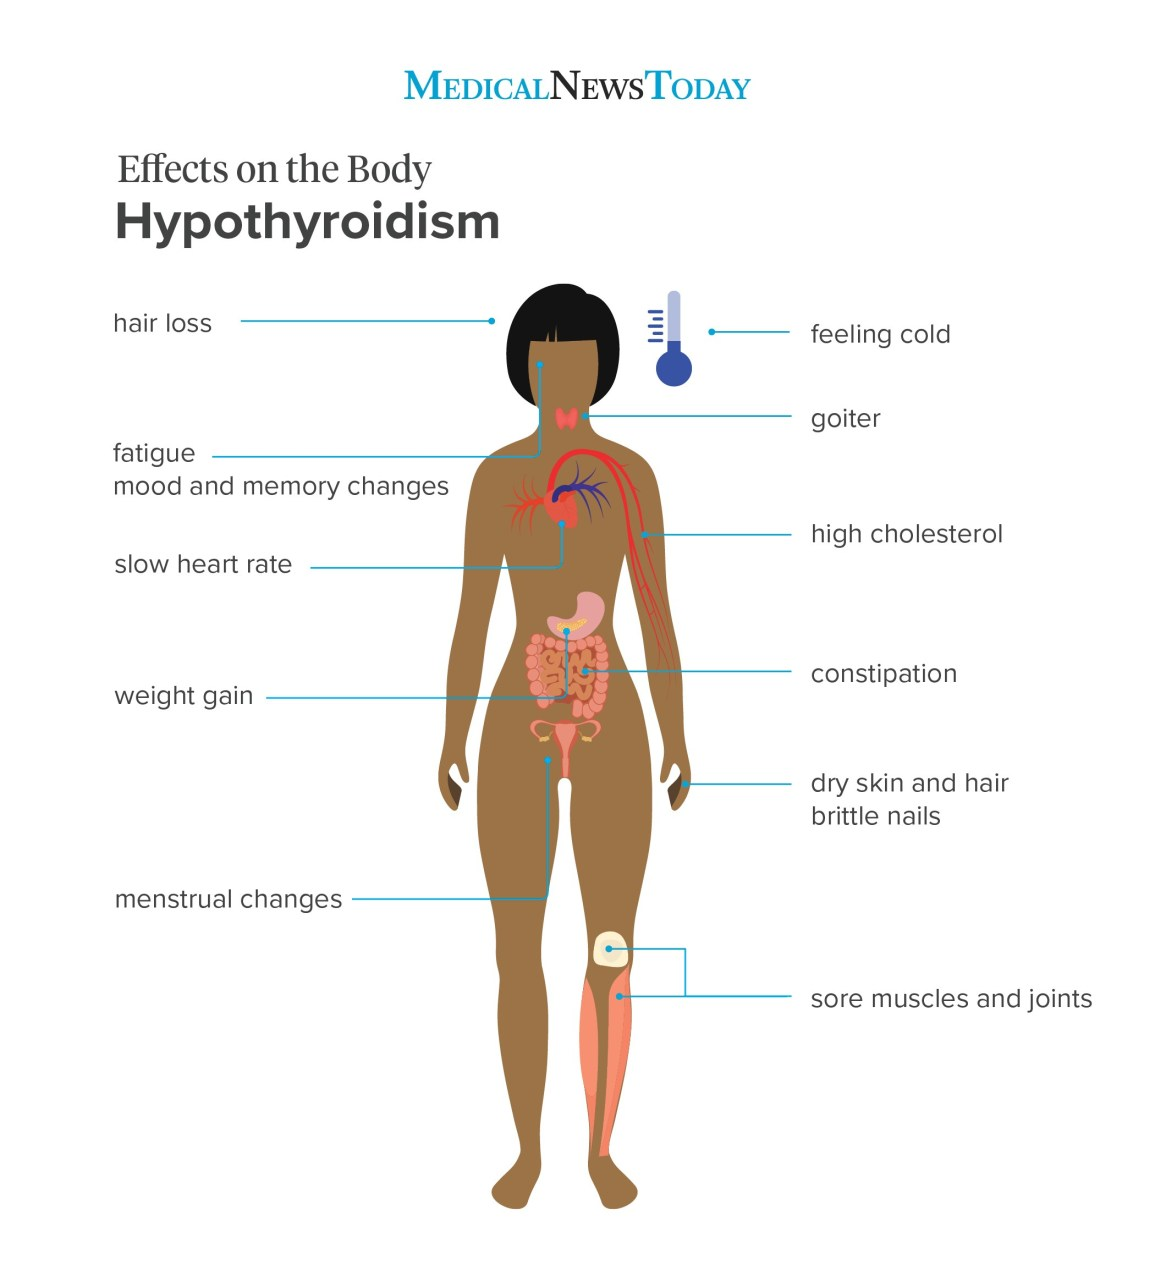 MEDICALNEWSTODAY
Effects on the Body
Hypothyroidism
hair loss
feeling cold
goiter
fatigue
mood and memory changes
high cholesterol
slow heart rate
constipation
weight gain
dry skin and hair
brittle nails
menstrual changes
sore muscles and joints